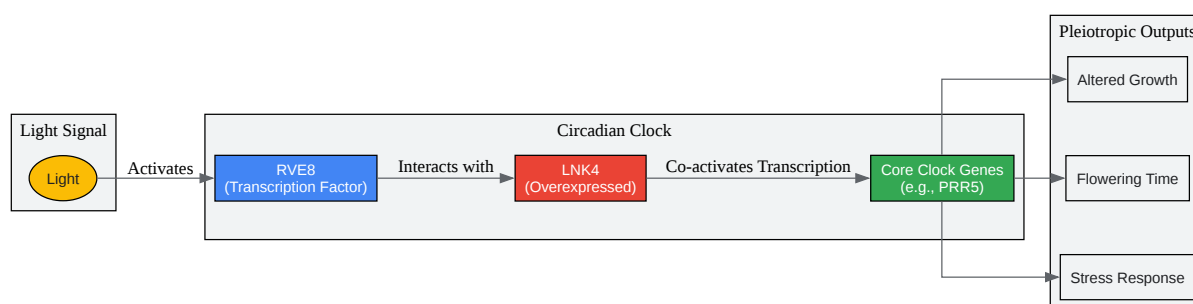 Pleiotropic Outputs
Altered Growth
Light Signal
Circadian Clock
Light
Activates
RVE8
(Transcription Factor)
Interacts with
LNK4
(Overexpressed)
Co-activates Transcription
Core Clock Genes
(e.g., PRR5)
Flowering Time
Stress Response